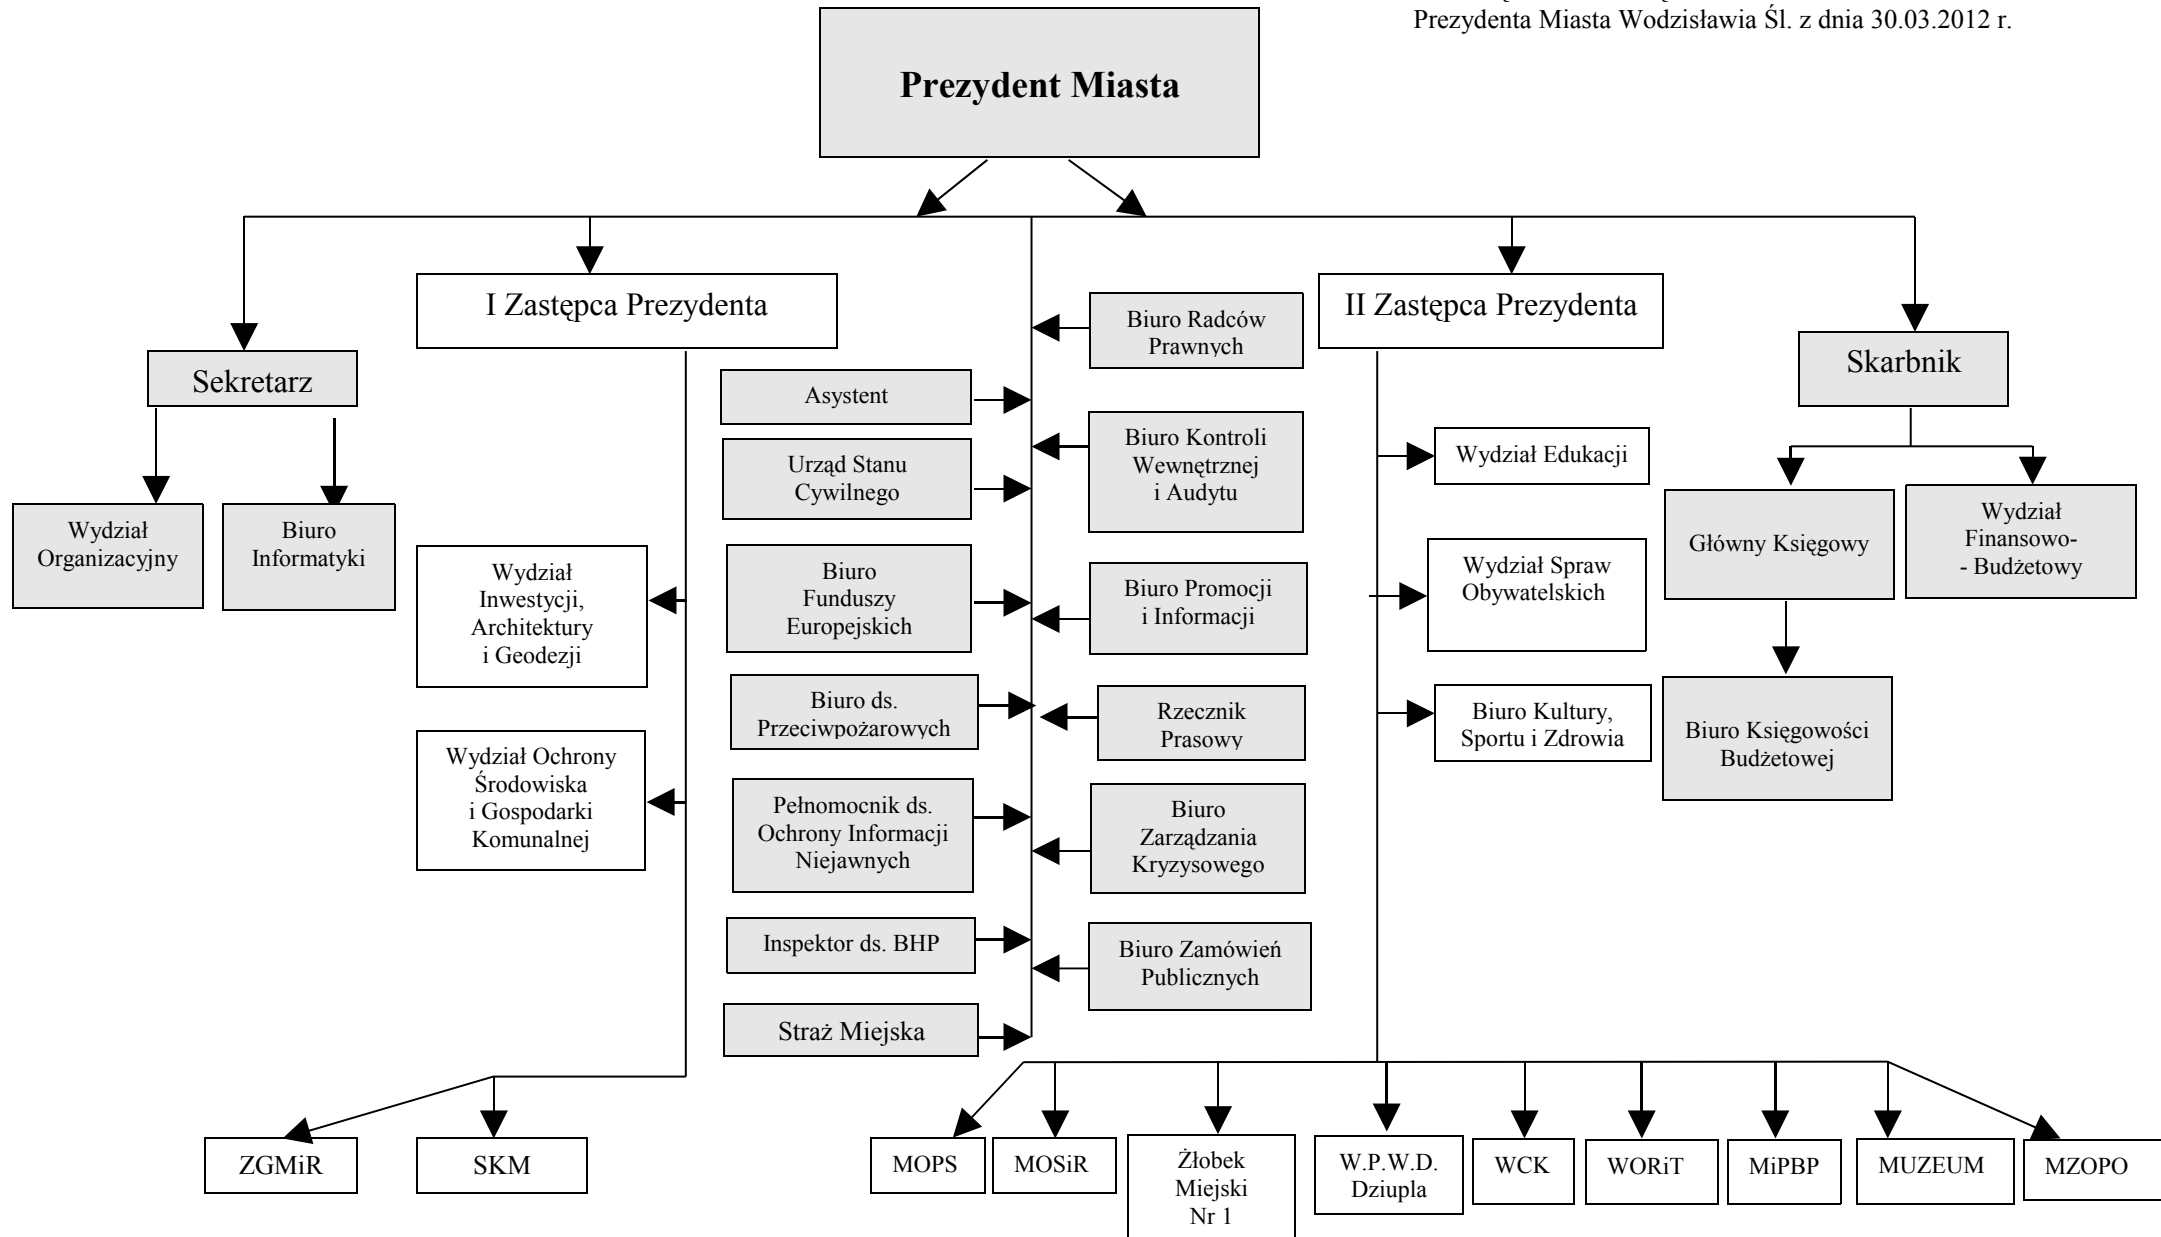 Prezydenta Miasta Wodzisławia Śl. z dnia 30.03.2012 r.
Prezydent Miasta
I Zastępca Prezydenta
II Zastępca Prezydenta
Sekretarz
Skarbnik
Wydział
Organizacyjny
Biuro
Informatyki
Wydział
Inwestycji,
Architektury
i Geodezji
Wydział Ochrony
Środowiska
i Gospodarki
Komunalnej
Asystent
Urząd Stanu
Cywilnego
Biuro
Funduszy
Europejskich
Biuro ds.
Przeciwpożarowych
Pełnomocnik ds.
Ochrony Informacji
Niejawnych
Inspektor ds. BHP
Straż Miejska
Biuro Radców
Prawnych
Biuro Kontroli
Wewnętrznej
i Audytu
Biuro Promocji
i Informacji
Rzecznik
Prasowy
Biuro
Zarządzania
Kryzysowego
Biuro Zamówień
Publicznych
Wydział Edukacji
Wydział Spraw
Obywatelskich
Biuro Kultury,
Sportu i Zdrowia
Główny Księgowy
Wydział
Finansowo-
- Budżetowy
Biuro Księgowości
Budżetowej
ZGMiR
SKM
MOPS
MOSiR
Żłobek
Miejski
Nr 1
W.P.W.D.
Dziupla
WCK
WORiT
MiPBP
MUZEUM
MZOPO